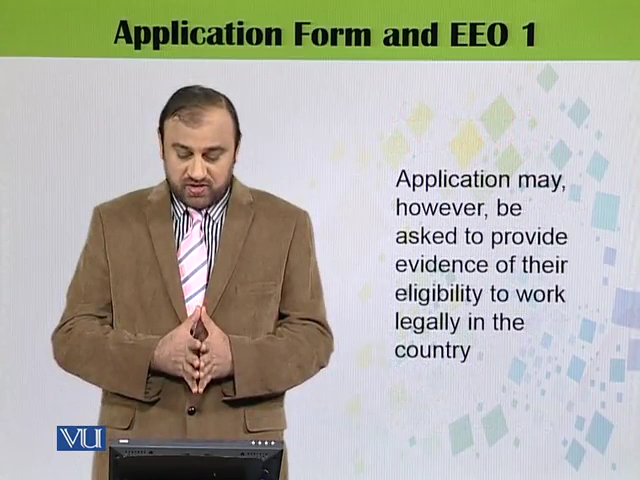 Application Form and EEO 1
Application may,
however, be
asked to provide
evidence of their
eligibility to work
legally in the
country
VU